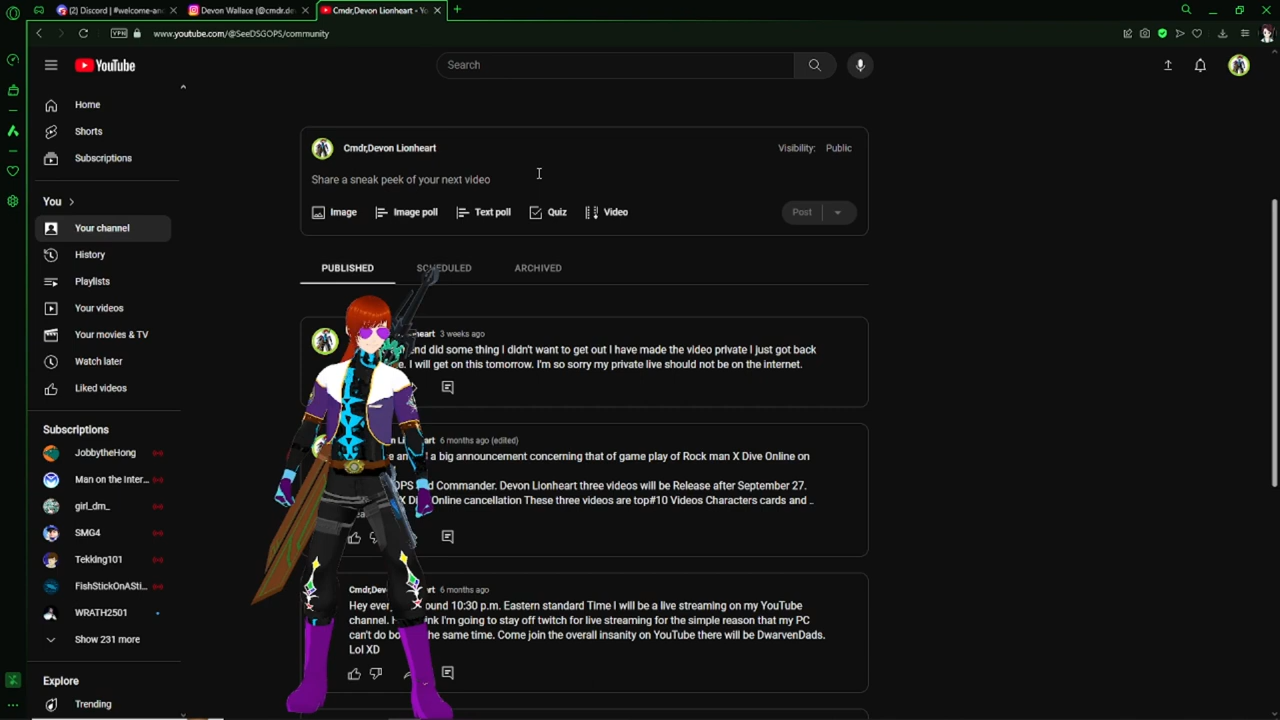 (2) Discord | #welcome-an
Devon Wallace (@cmdr.de
Cmdr,Devon Lionheart - Yo
VPN
www.youtube.com/@SeeDSGOPS/community
YouTube
Search
Home
Shorts
Subscriptions
You
Your channel
History
Playlists
Your videos
Your movies & TV
Watch later
Liked videos
Subscriptions
JobbytheHong
Man on the Inter...
girl_dm_
SMG4
Tekking101
FishStickOnASti...
WRATH2501
Show 231 more
Explore
Trending
Cmdr,Devon Lionheart
Visibility: Public
Share a sneak peek of your next video
Image
Image poll
Text poll
Quiz
Video
Post
PUBLISHED
SCHEDULED
ARCHIVED
heart 3 weeks ago
end did some thing I didn't want to get out I have made the video private I just got back
I will get on this tomorrow. I'm so sorry my private live should not be on the internet.
6 months ago (edited)
a big announcement concerning that of game play of Rock man X Dive Online on
OPS and Commander. Devon Lionheart three videos will be Release after September 27.
X Dive Online cancellation These three videos are top#10 Videos Characters cards and ..
Cmdr,Dev heart 6 months ago
Hey ever ound 10:30 p.m. Eastern standard TIme I will be a live streaming on my YouTube
channel. I'm going to stay off twitch for live streaming for the simple reason that my PC
can't do bo he same time. Come join the overall insanity on YouTube there will be DwarvenDads.
Lol XD